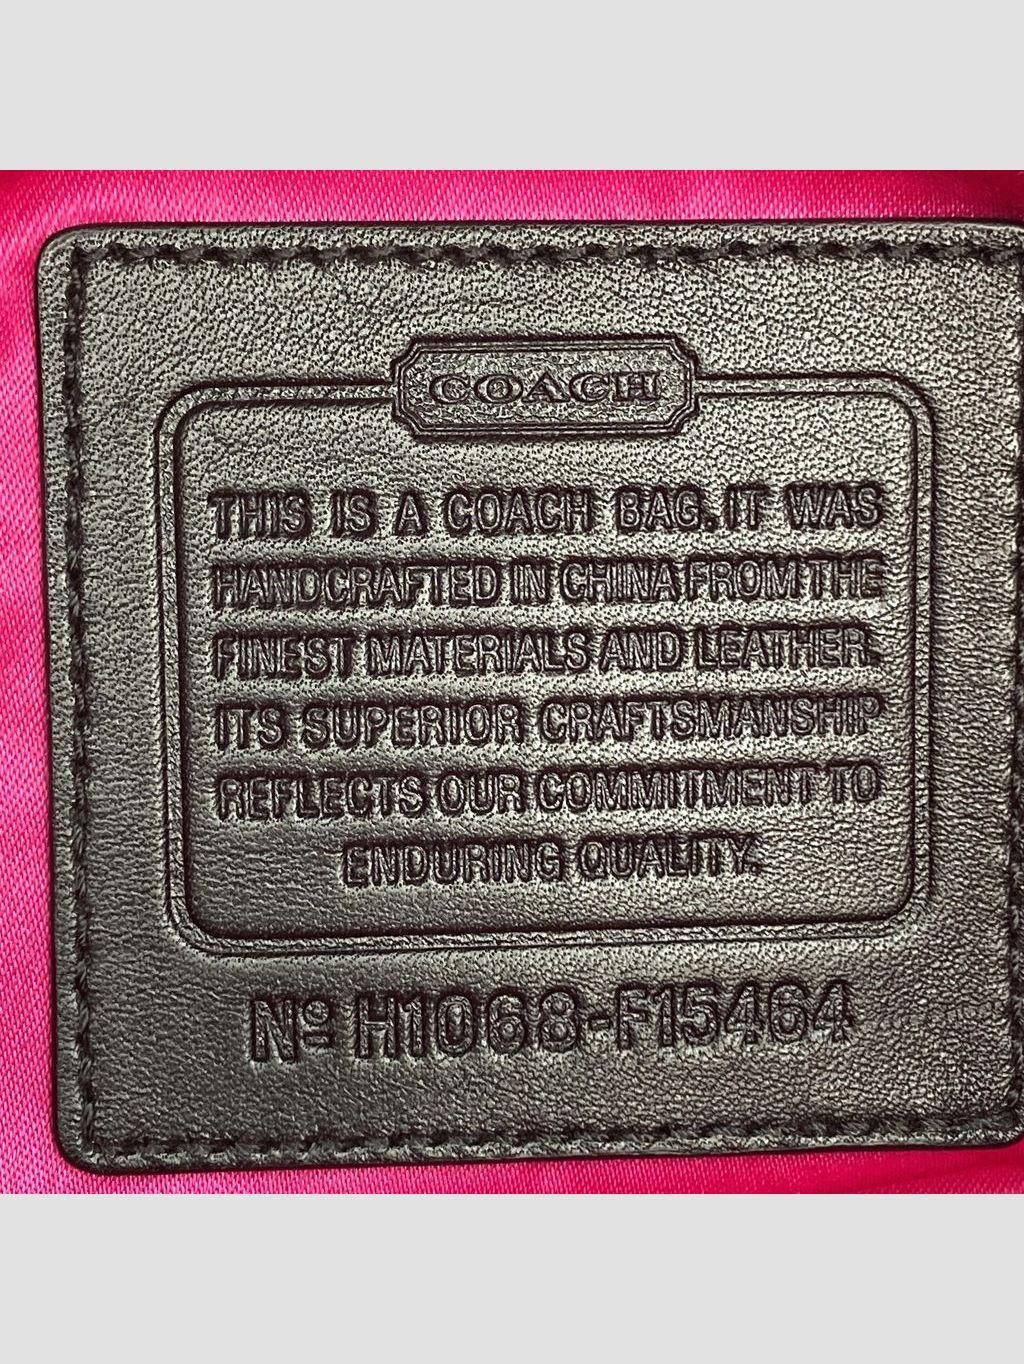 COACH
THIS IS A COACH BAG. IT WAS
HANDCRAFTED IN CHINA FROM THE
FINEST MATERIALS AND LEATHER.
ITS SUPERIOR CRAFTSMANSHIP
REFLECTS OUR COMMITMENT TO
ENDURING QUALITY.
Nº H1068-F15464